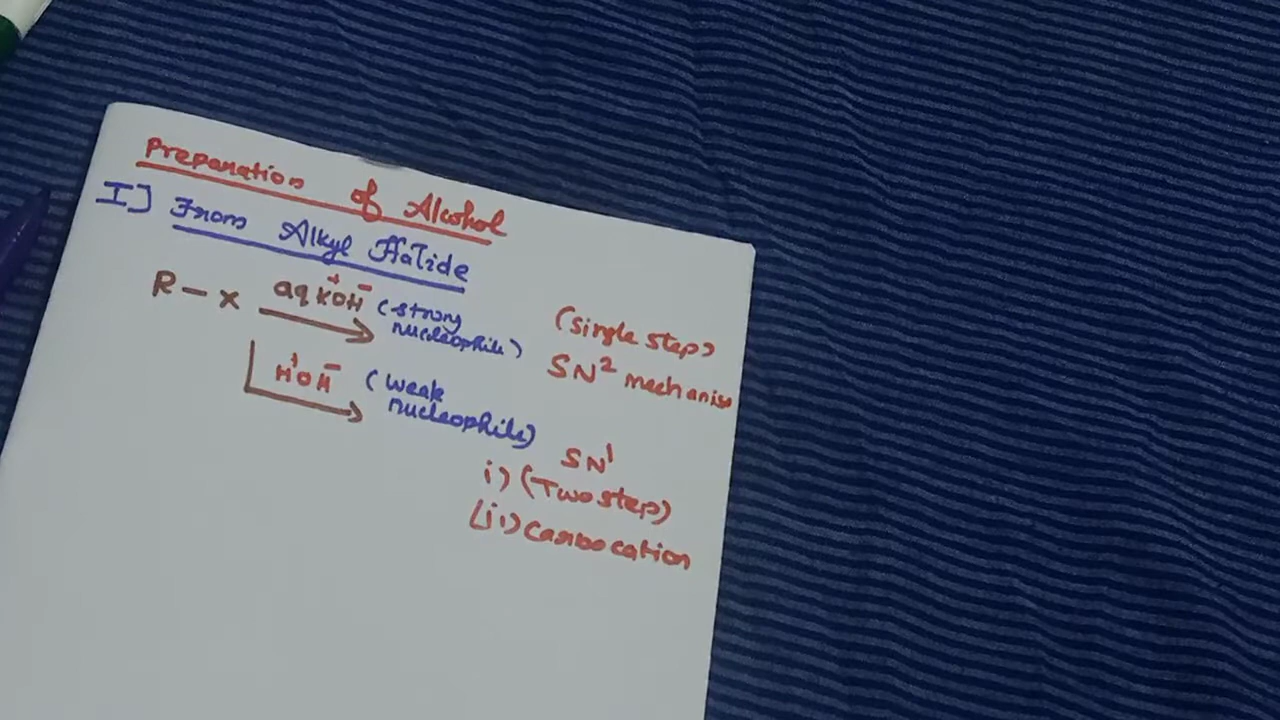 Preparation of Alcohol
I] From Alkyl Halide
R - x aq K⁺OH⁻ (strong nucleophile) (single step)
SN² mechanism
H⁺OH⁻ (weak nucleophile)
SN¹
i) (Two step)
(ii) carbocation